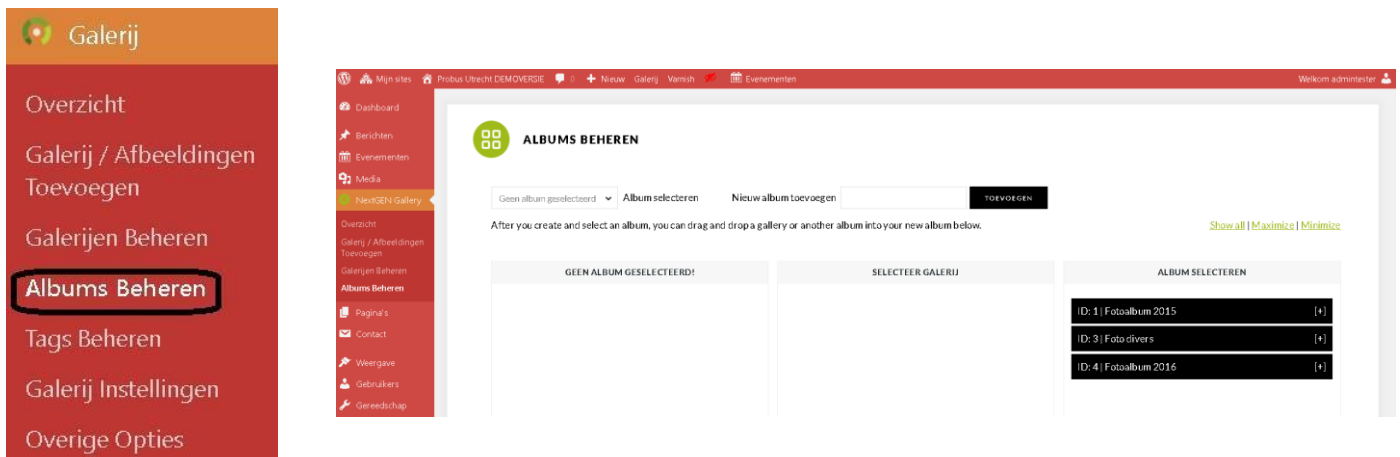 Galerij
Overzicht
Galerij / Afbeeldingen
Toevoegen
Galerijen Beheren
Albums Beheren
Tags Beheren
Galerij Instellingen
Overige Opties
Mijn sites Probus Utrecht DEMOVERSIE 0 Nieuw Galerij Varnish Evenementen Welkom admintester
Dashboard
Berichten
Evenementen
Media
NextGEN Gallery
Overzicht
Galerij / Afbeeldingen
Toevoegen
Galerijen Beheren
Albums Beheren
Pagina's
Contact
Weergave
Gebruikers
Gereedschap
ALBUMS BEHEREN
Geen album geselecteerd Album selecteren Nieuw album toevoegen TOEVOEGEN
After you create and select an album, you can drag and drop a gallery or another album into your new album below. Show all | Maximize | Minimize
GEEN ALBUM GESELECTEERD! SELECTEER GALERIJ ALBUM SELECTEREN
ID: 1 | Fotoalbum 2015 [+]
ID: 3 | Foto divers [+]
ID: 4 | Fotoalbum 2016 [+]